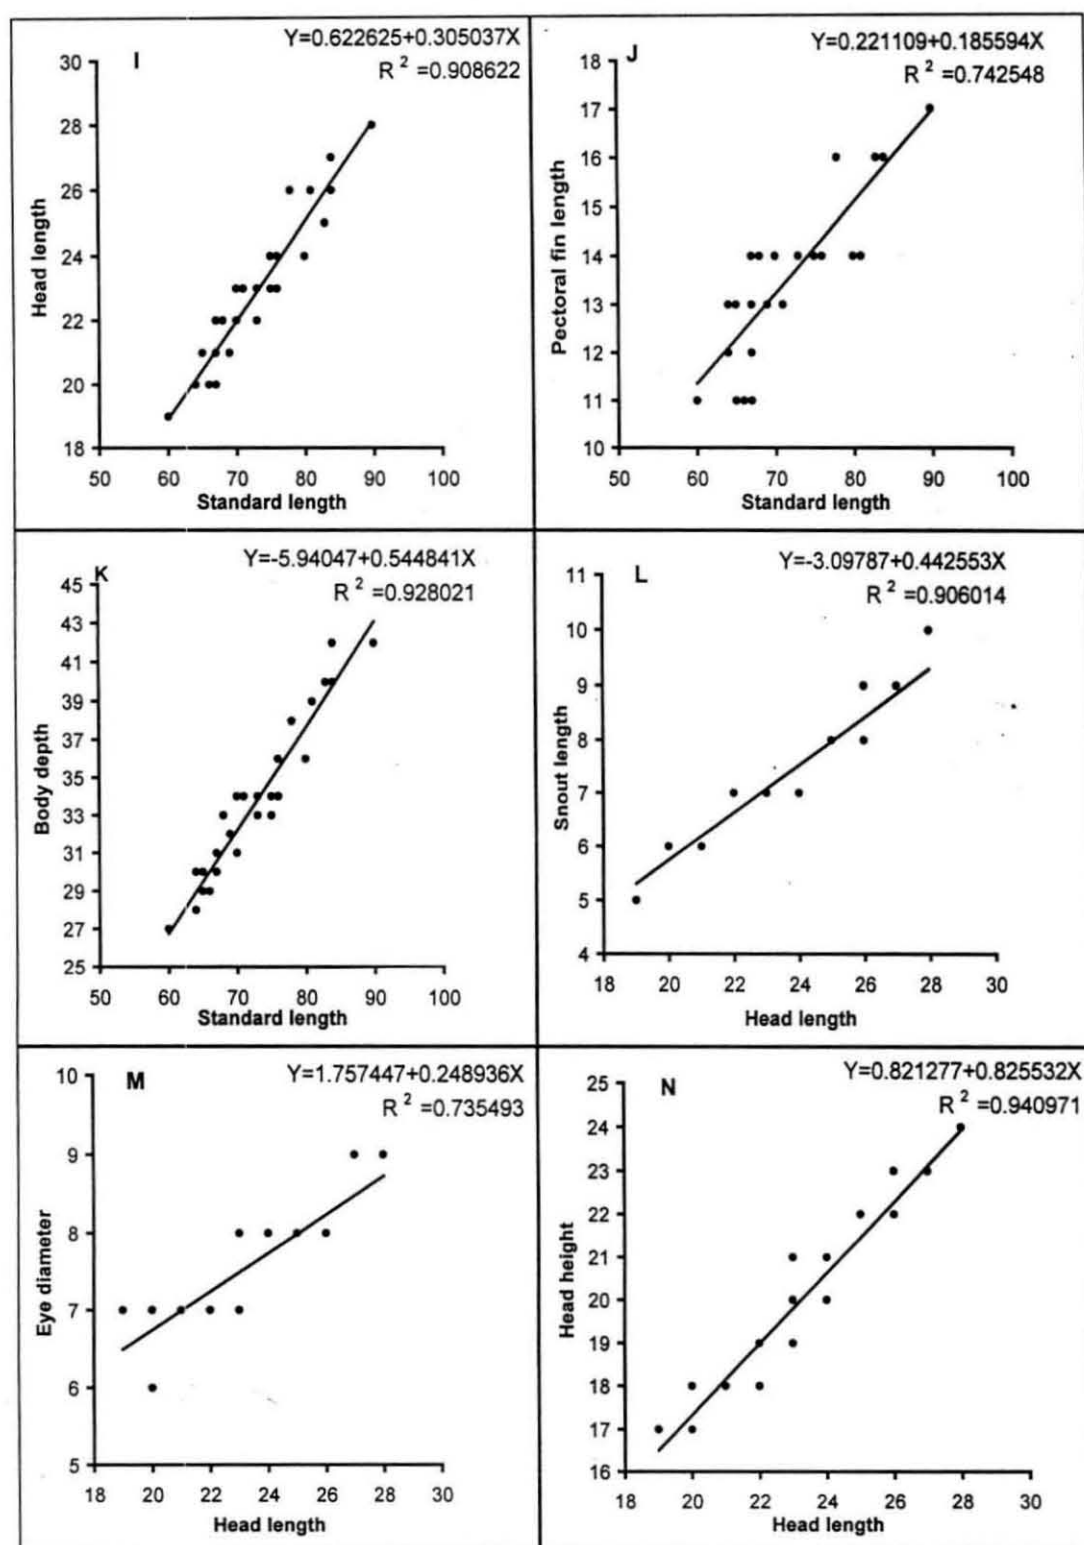 I
Y=0.622625+0.305037X
R 2 =0.908622
Head length
30
28
26
24
22
20
18
50 60 70 80 90 100
Standard length
J
Y=0.221109+0.185594X
R 2 =0.742548
Pectoral fin length
18
17
16
15
14
13
12
11
10
50 60 70 80 90 100
Standard length
K
Y=-5.94047+0.544841X
R 2 =0.928021
Body depth
45
43
41
39
37
35
33
31
29
27
25
50 60 70 80 90 100
Standard length
L
Y=-3.09787+0.442553X
R 2 =0.906014
Snout length
11
10
9
8
7
6
5
4
18 20 22 24 26 28 30
Head length
M
Y=1.757447+0.248936X
R 2 =0.735493
Eye diameter
10
9
8
7
6
5
18 20 22 24 26 28 30
Head length
N
Y=0.821277+0.825532X
R 2 =0.940971
Head height
25
24
23
22
21
20
19
18
17
16
18 20 22 24 26 28 30
Head length